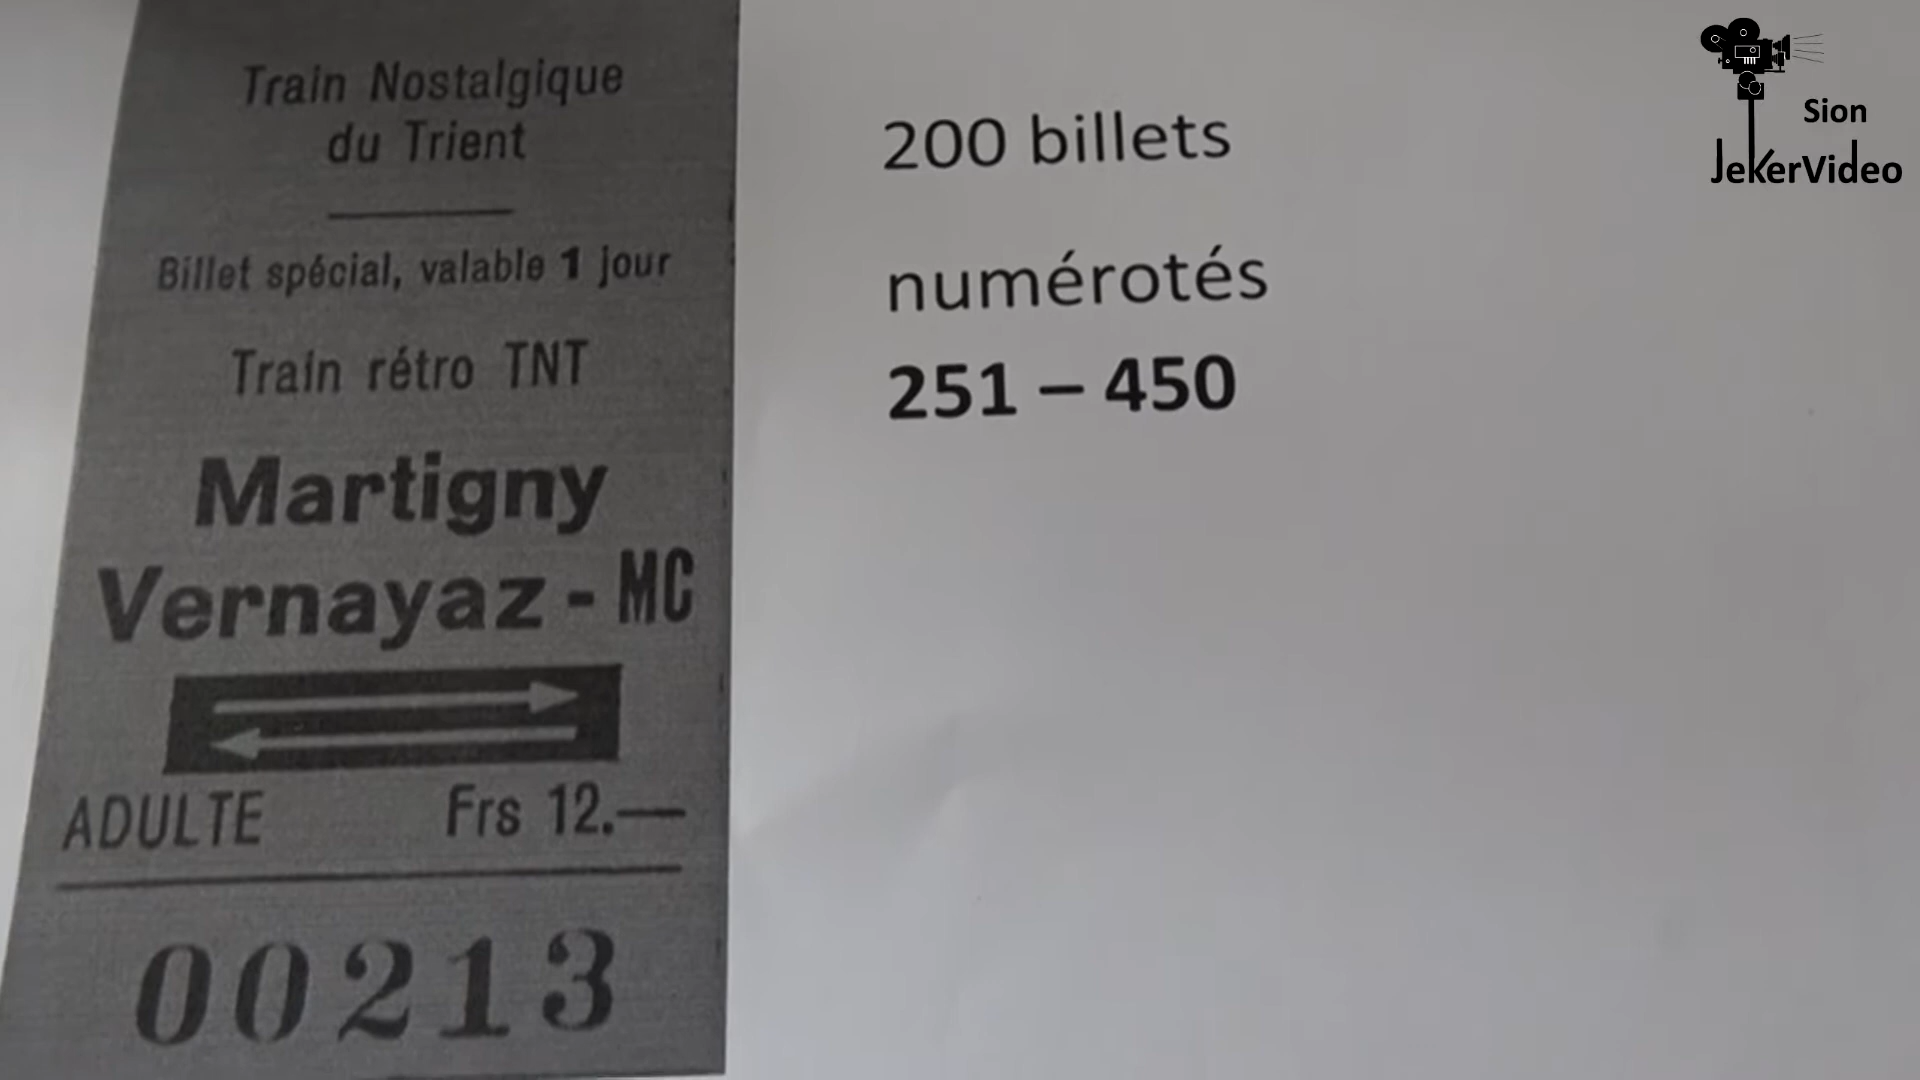 Train Nostalgique
du Trient
Billet spécial, valable 1 jour
Train rétro TNT
Martigny
Vernayaz - MC
ADULTE Frs 12.—
00213
200 billets
numérotés
251 – 450
Sion
JekerVideo